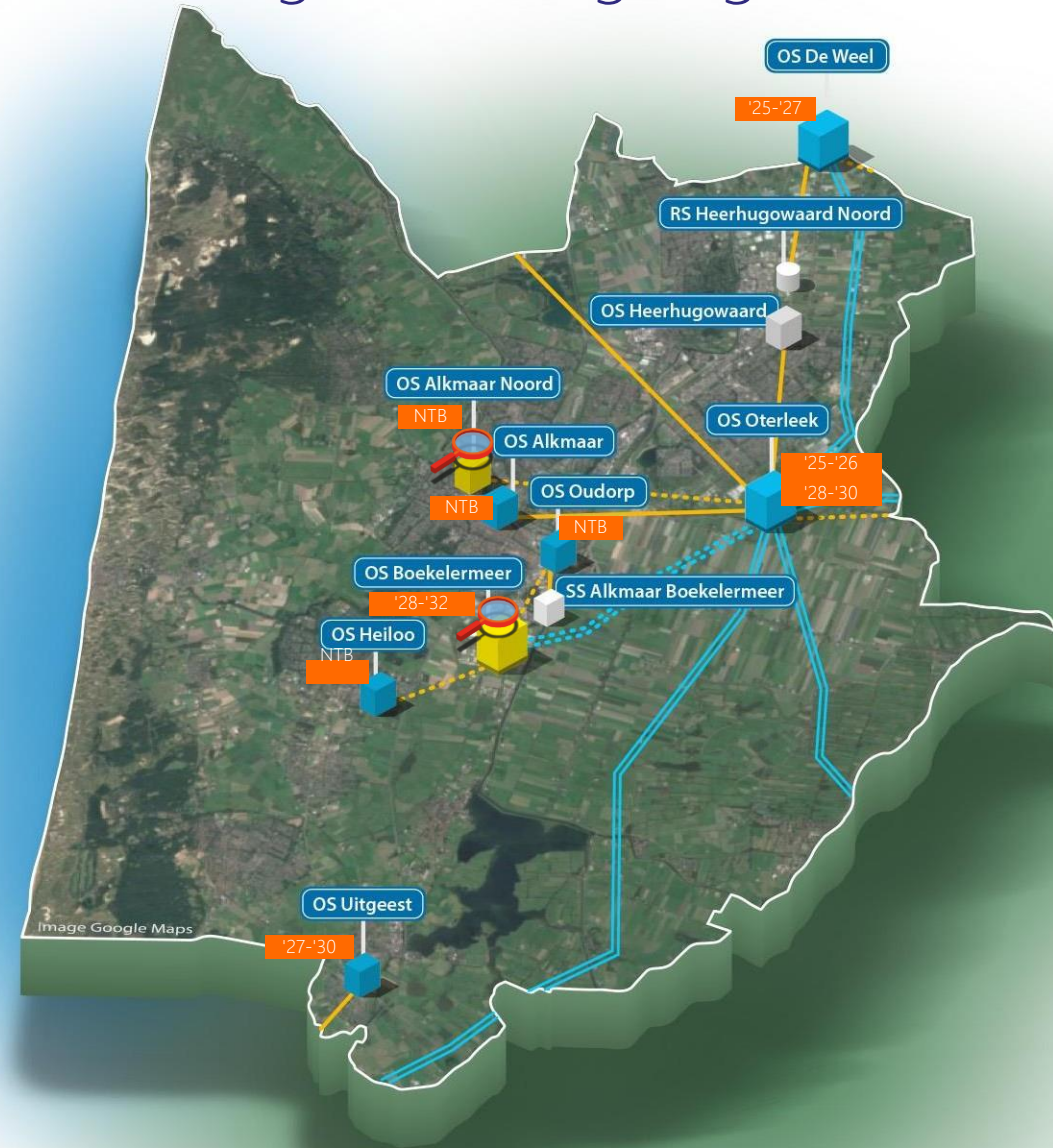 OS De Weel
'25-'27
RS Heerhugowaard Noord
OS Heerhugowaard
OS Alkmaar Noord
NTB
OS Alkmaar
OS Oterleek
'25-'26
'28-'30
NTB
OS Oudorp
NTB
OS Boekelermeer
'28-'32
SS Alkmaar Boekelermeer
OS Heiloo
NTB
OS Uitgeest
'27-'30
Image Google Maps